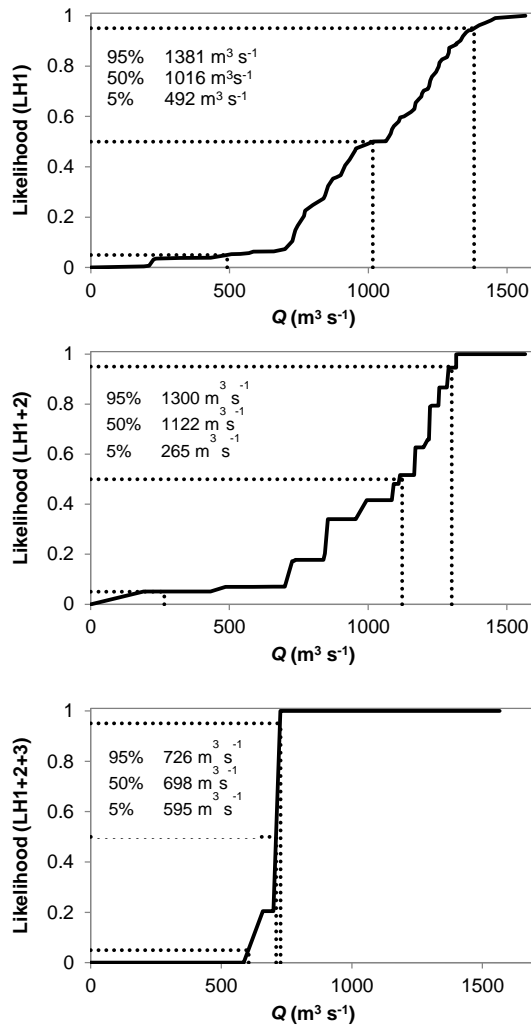 Likelihood (LH1)
1
0.8
0.6
0.4
0.2
0
95% 1381 m³ s⁻¹
50% 1016 m³s⁻¹
5% 492 m³ s⁻¹
0 500 1000 1500
Q (m³ s⁻¹)
Likelihood (LH1+2)
1
0.8
0.6
0.4
0.2
0
95% 1300 m³ s⁻¹
50% 1122 m³ s⁻¹
5% 265 m³ s⁻¹
0 500 1000 1500
Q (m³ s⁻¹)
Likelihood (LH1+2+3)
1
0.8
0.6
0.4
0.2
0
95% 726 m³ s⁻¹
50% 698 m³ s⁻¹
5% 595 m³ s⁻¹
0 500 1000 1500
Q (m³ s⁻¹)